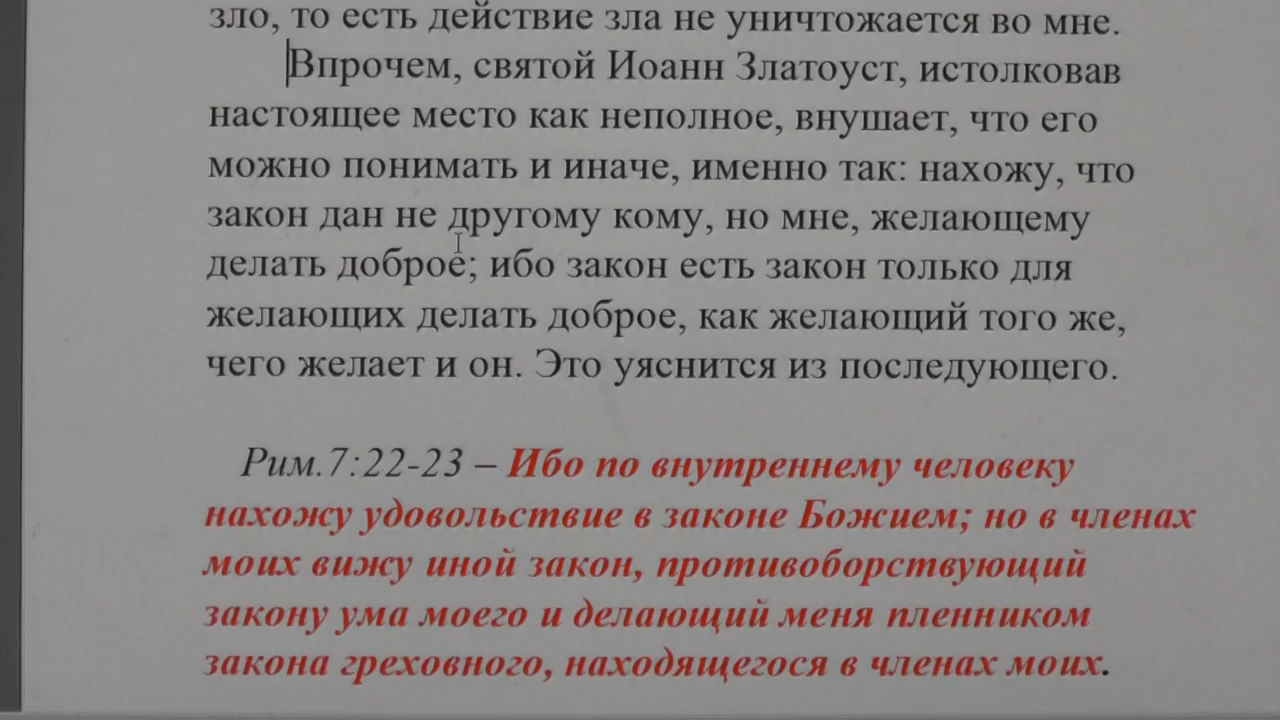 зло, то есть действие зла не уничтожается во мне.
Впрочем, святой Иоанн Златоуст, истолковав
настоящее место как неполное, внушает, что его
можно понимать и иначе, именно так: нахожу, что
закон дан не другому кому, но мне, желающему
делать доброе; ибо закон есть закон только для
желающих делать доброе, как желающий того же,
чего желает и он. Это уяснится из последующего.
Рим.7:22-23 – Ибо по внутреннему человеку
нахожу удовольствие в законе Божием; но в членах
моих вижу иной закон, противоборствующий
закону ума моего и делающий меня пленником
закона греховного, находящегося в членах моих.